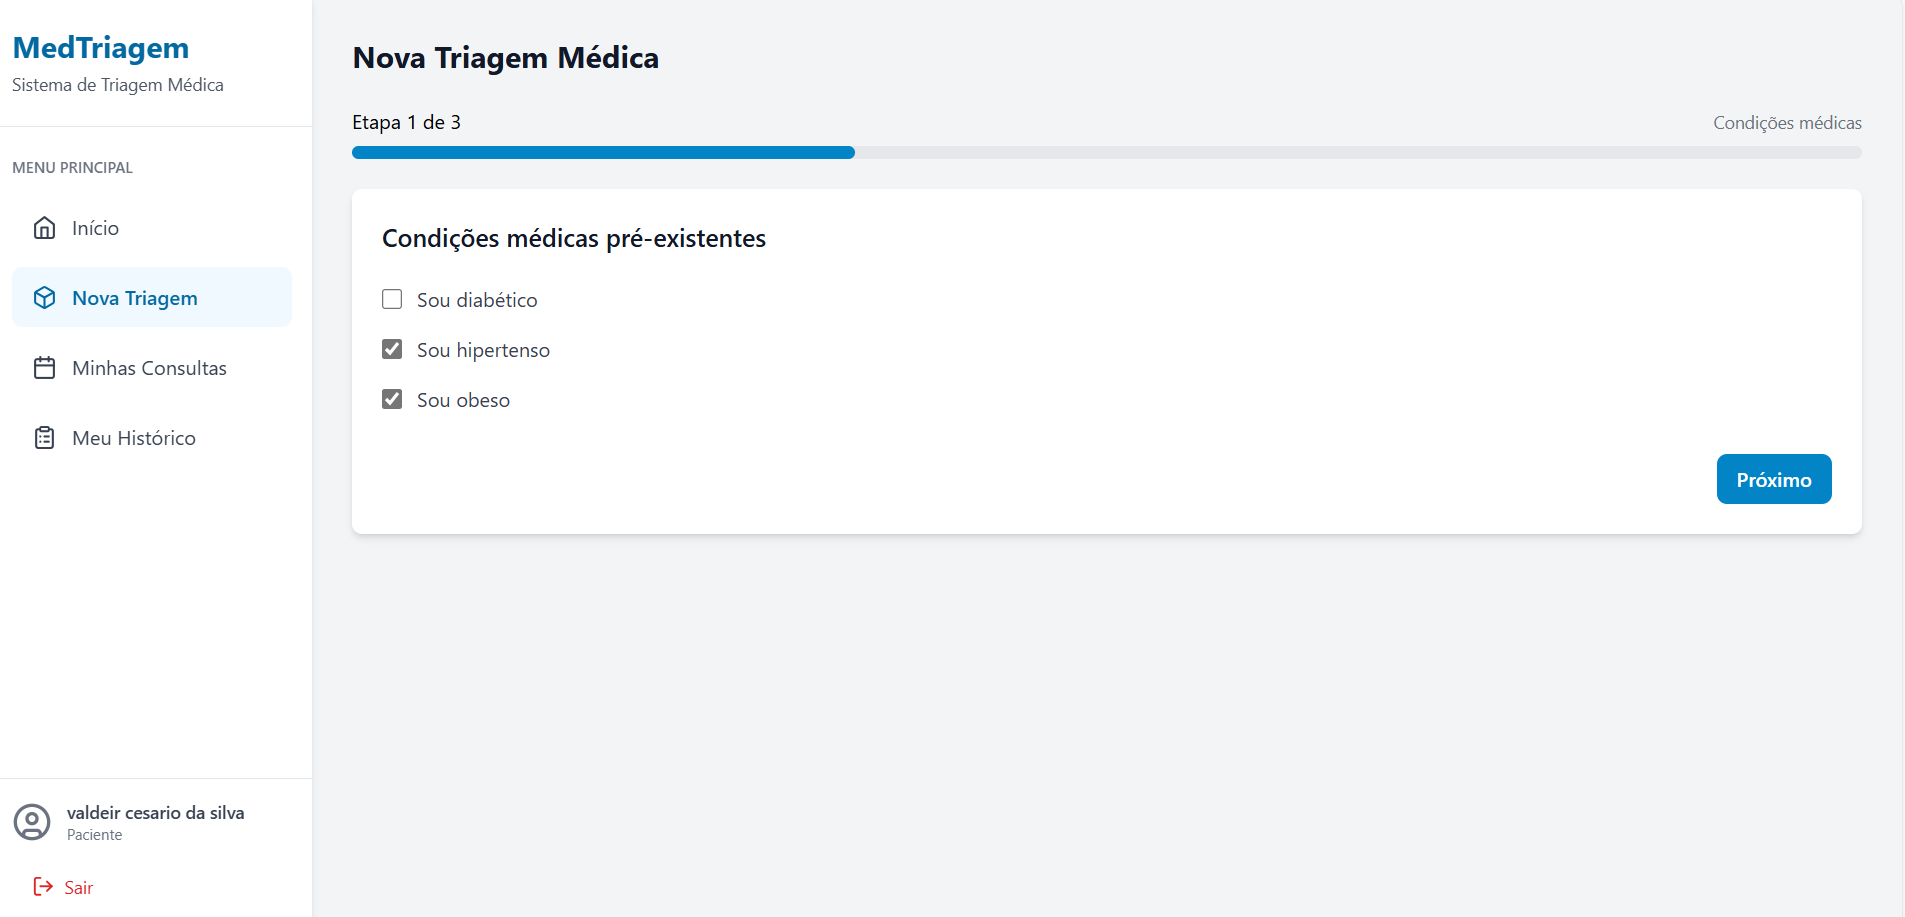 MedTriagem
Sistema de Triagem Médica
MENU PRINCIPAL
Início
Nova Triagem
Minhas Consultas
Meu Histórico
valdeir cesario da silva
Paciente
Sair
Nova Triagem Médica
Etapa 1 de 3
Condições médicas
Condições médicas pré-existentes
Sou diabético
Sou hipertenso
Sou obeso
Próximo